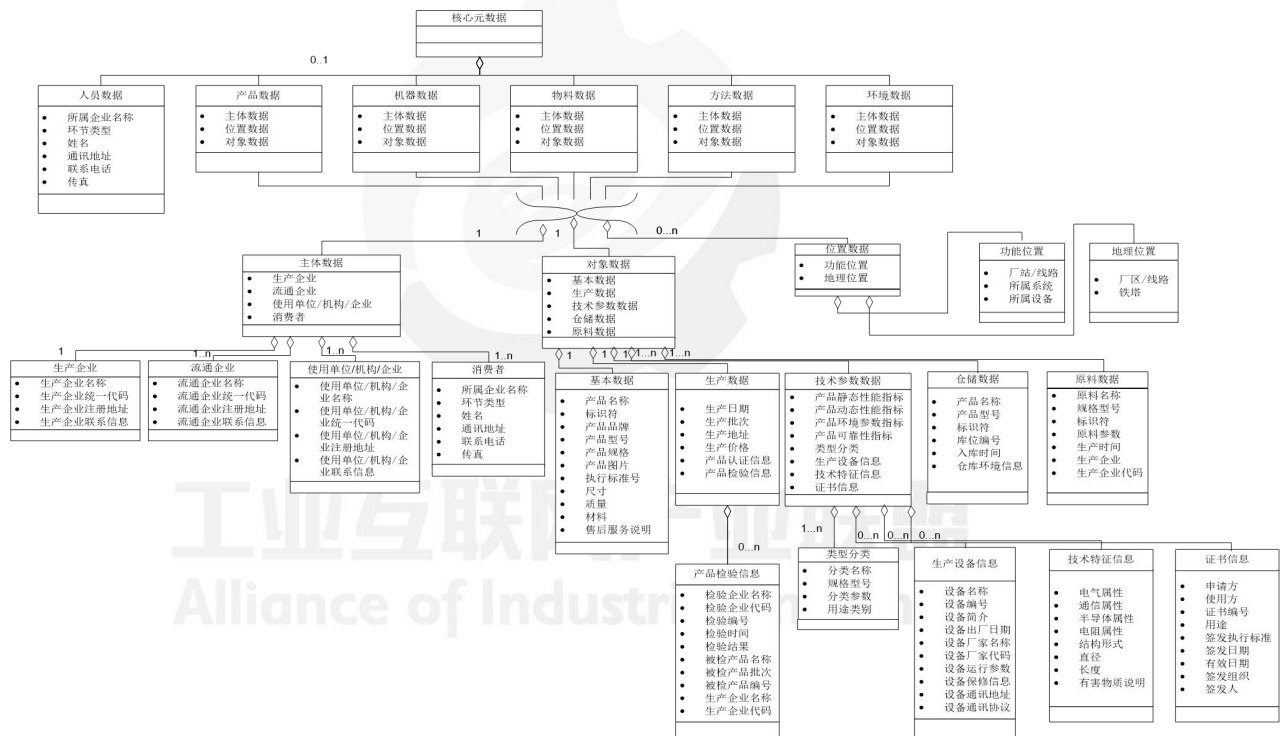 核心元数据
0..1
人员数据
所属企业名称
环节类型
姓名
通讯地址
联系电话
传真
产品数据
主体数据
位置数据
对象数据
机器数据
主体数据
位置数据
对象数据
物料数据
主体数据
位置数据
对象数据
方法数据
主体数据
位置数据
对象数据
环境数据
主体数据
位置数据
对象数据
1
1
0...n
主体数据
生产企业
流通企业
使用单位/机构/企业
消费者
对象数据
基本数据
生产数据
技术参数数据
仓储数据
原料数据
位置数据
功能位置
地理位置
功能位置
厂站/线路
所属系统
所属设备
地理位置
厂区/线路
铁塔
1
1..n
1..n
1..n
1
1
1
1...n
1...n
生产企业
生产企业名称
生产企业统一代码
生产企业注册地址
生产企业联系信息
流通企业
流通企业名称
流通企业统一代码
流通企业注册地址
流通企业联系信息
使用单位/机构/企业
使用单位/机构/企
业名称
使用单位/机构/企
业统一代码
使用单位/机构/企
业注册地址
使用单位/机构/企
业联系信息
消费者
所属企业名称
环节类型
姓名
通讯地址
联系电话
传真
基本数据
产品名称
标识符
产品品牌
产品型号
产品规格
产品图片
执行标准号
尺寸
质量
材料
售后服务说明
生产数据
生产日期
生产批次
生产地址
生产价格
产品认证信息
产品检验信息
技术参数数据
产品静态性能指标
产品动态性能指标
产品环境参数指标
产品可靠性指标
类型分类
生产设备信息
技术特征信息
证书信息
仓储数据
产品名称
产品型号
标识符
库位编号
入库时间
仓库环境信息
原料数据
原料名称
规格型号
标识符
原料参数
生产时间
生产企业
生产企业代码
0...n
1...n
0...n
0...n
0...n
产品检验信息
检验企业名称
检验企业代码
检验编号
检验时间
检验结果
被检产品名称
被检产品批次
被检产品编号
生产企业名称
生产企业代码
类型分类
分类名称
规格型号
分类参数
用途类别
生产设备信息
设备名称
设备编号
设备简介
设备出厂日期
设备厂家名称
设备厂家代码
设备运行参数
设备保修信息
设备通讯地址
设备通讯协议
技术特征信息
电气属性
通信属性
半导体属性
电阻属性
结构形式
直径
长度
有害物质说明
证书信息
申请方
使用方
证书编号
用途
签发执行标准
签发日期
有效日期
签发组织
签发人
工业互联网产业联盟
Alliance of Industri